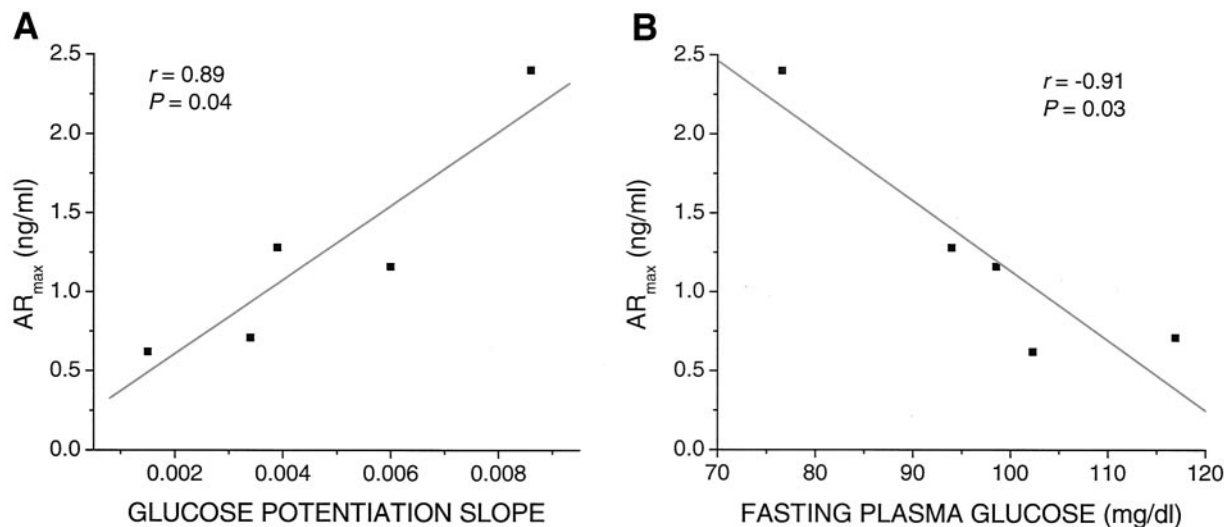 A
r = 0.89
P = 0.04
2.5
2.0
1.5
1.0
0.5
0.0
ARmax (ng/ml)
0.002 0.004 0.006 0.008
GLUCOSE POTENTIATION SLOPE
B
r = -0.91
P = 0.03
2.5
2.0
1.5
1.0
0.5
0.0
ARmax (ng/ml)
70 80 90 100 110 120
FASTING PLASMA GLUCOSE (mg/dl)